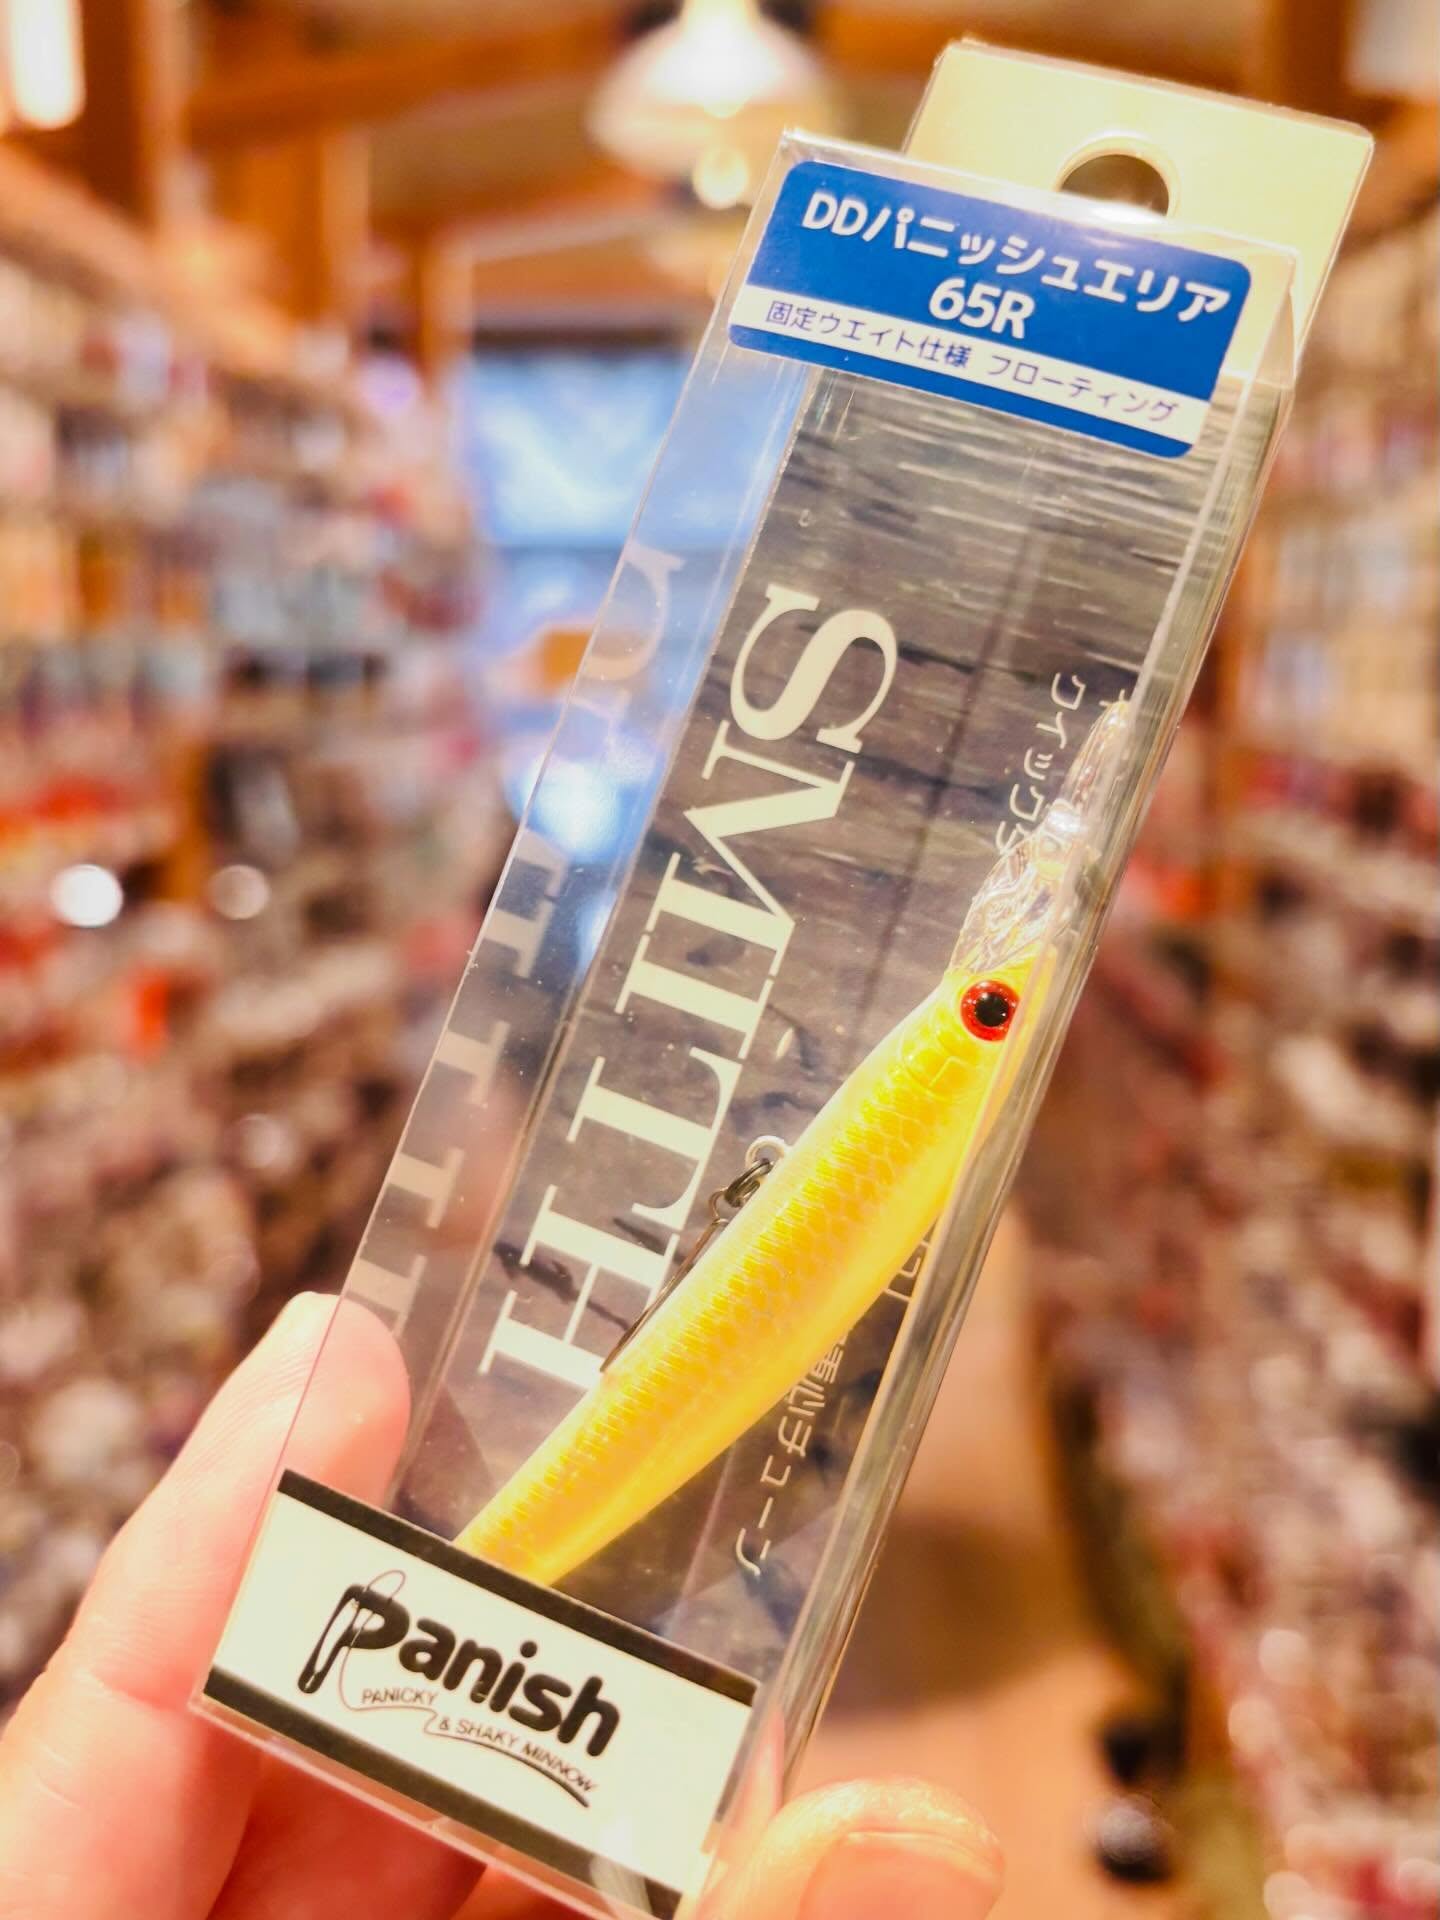 DDパニッシュエリア
65R
固定ウエイト仕様 フローティング
SMITH
Panish
PANICKY
& SHAKY MINNOW